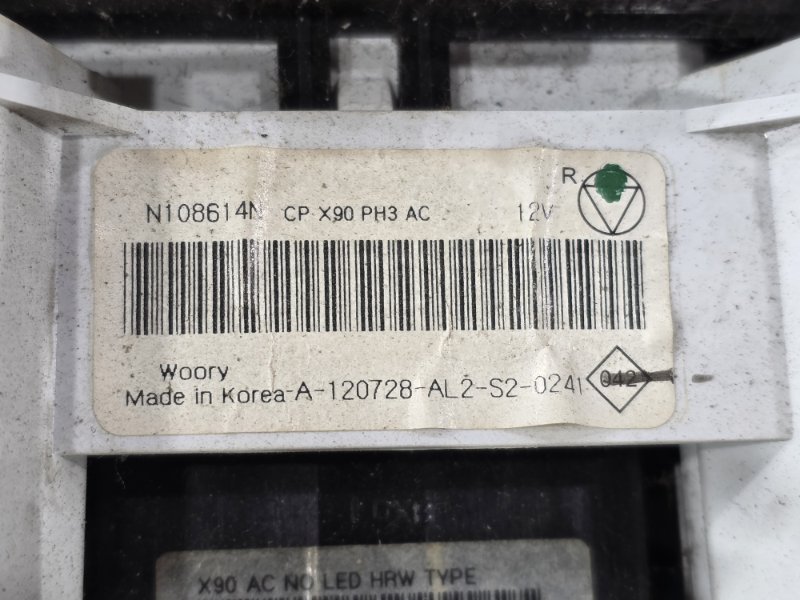 R
N108614N CP X90 PH3 AC 12V
Woory
Made in Korea-A-120728-AL2-S2-0241
042
X90 AC NO LED HRW TYPE